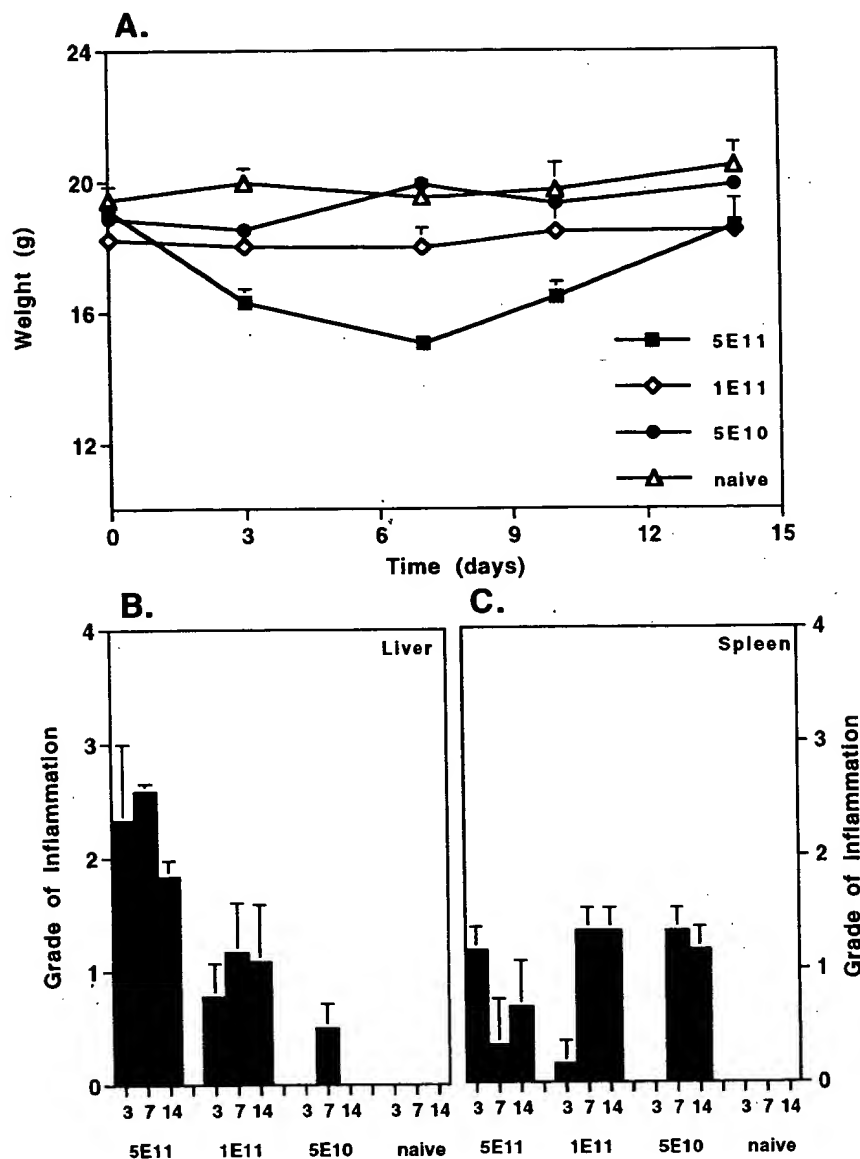 A.
24
20
16
12
Weight (g)
5E11
1E11
5E10
naive
0 3 6 9 12 15
Time (days)
B.
C.
Liver
Spleen
4
3
2
1
0
Grade of Inflammation
4
3
2
1
0
Grade of Inflammation
3 7 14 3 7 14 3 7 14 3 7 14
5E11 1E11 5E10 naive
3 7 14 3 7 14 3 7 14 3 7 14
5E11 1E11 5E10 naive